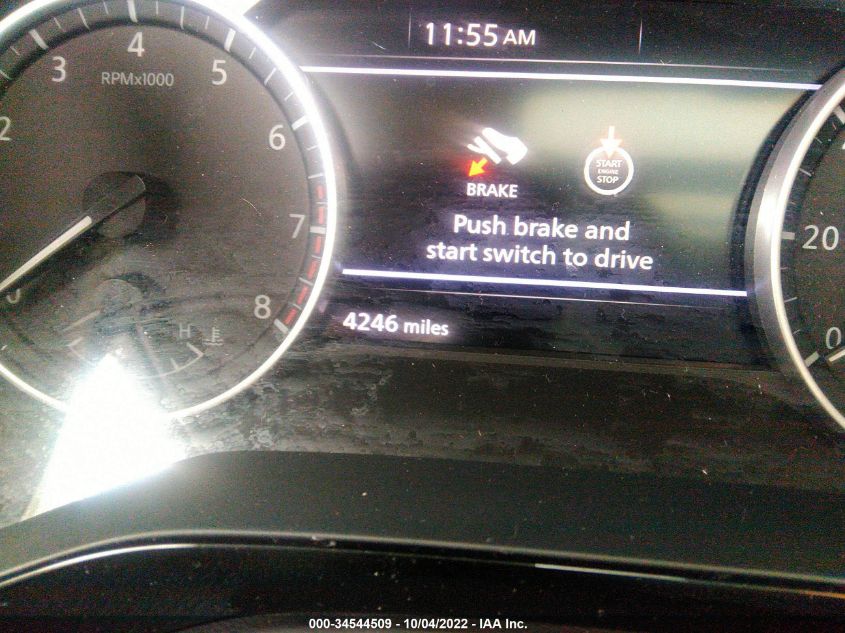 11:55 AM
4
3
5
RPMx1000
2
6
START
ENGINE
STOP
BRAKE
Push brake and
start switch to drive
7
20
0
8
H
4246 miles
0
000-34544509 - 10/04/2022 - IAA Inc.